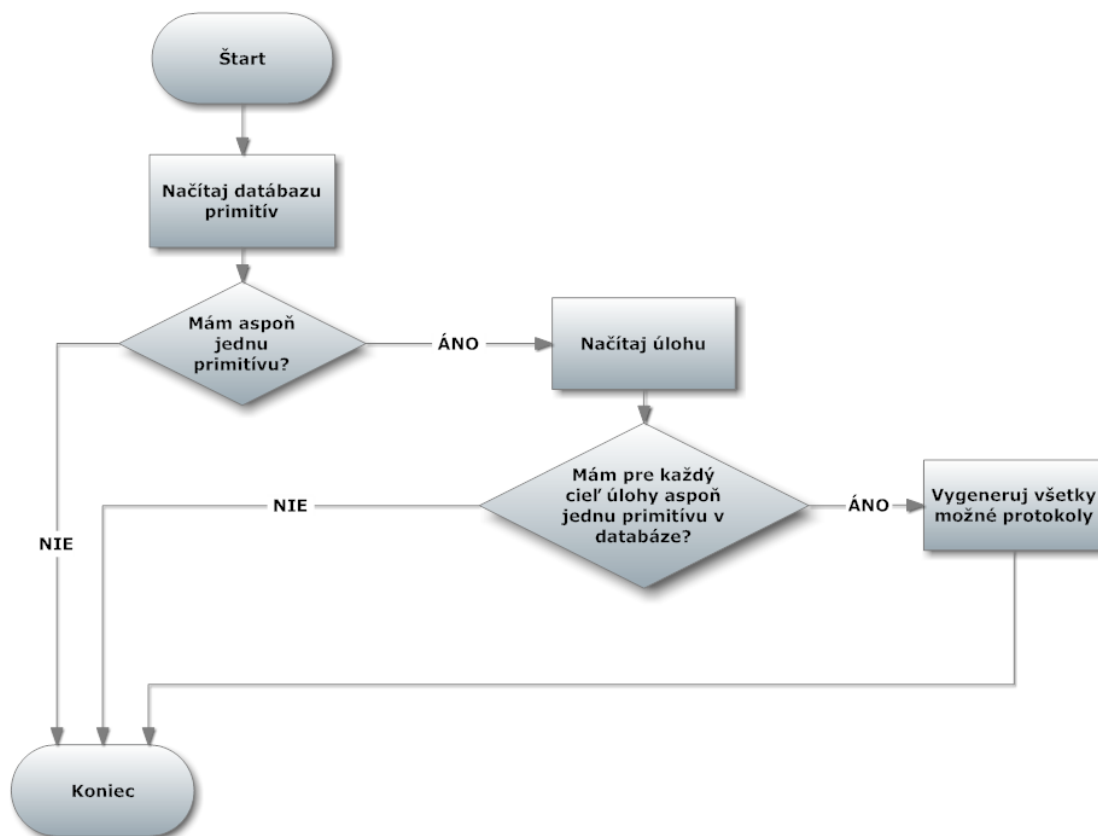 Štart
Načítaj datábazu
primitív
Mám aspoň
jednu
primitívu?
ÁNO
Načítaj úlohu
Mám pre každý
cieľ úlohy aspoň
jednu primitívu v
databáze?
ÁNO
Vygeneruj všetky
možné protokoly
NIE
NIE
Koniec